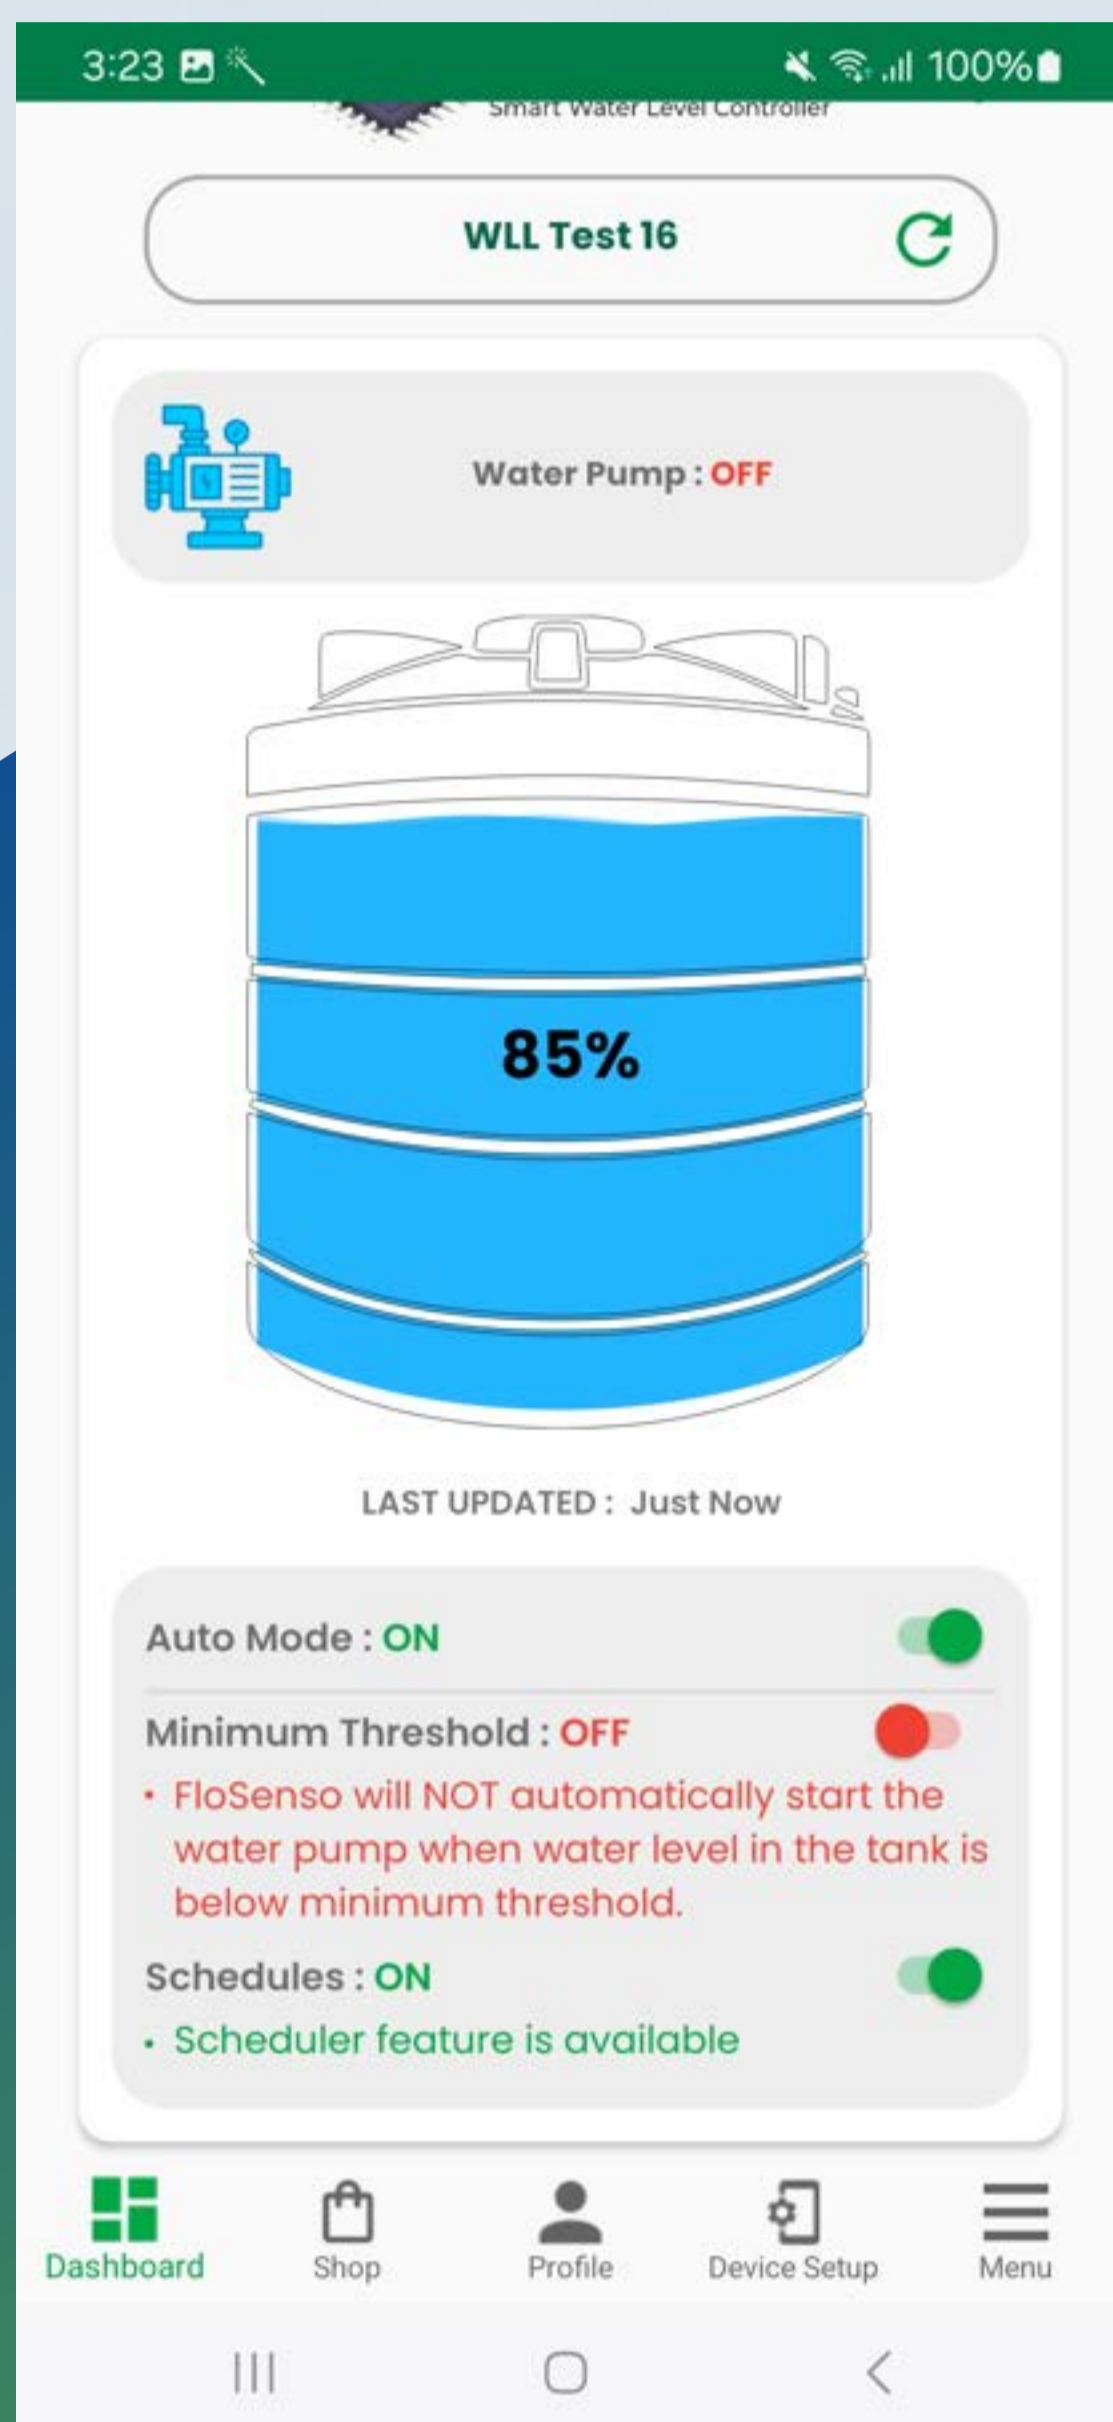 3:23
100%
Smart Water Level Controller
WLL Test 16
Water Pump : OFF
85%
LAST UPDATED : Just Now
Auto Mode : ON
Minimum Threshold : OFF
• FloSenso will NOT automatically start the
water pump when water level in the tank is
below minimum threshold.
Schedules : ON
• Scheduler feature is available
Dashboard
Shop
Profile
Device Setup
Menu